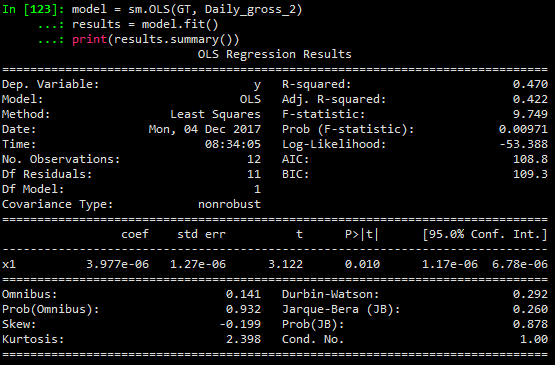 In [123]: model = sm.OLS(GT, Daily_gross_2)
...: results = model.fit()
...: print(results.summary())
OLS Regression Results
==============================================================================
Dep. Variable: y R-squared: 0.470
Model: OLS Adj. R-squared: 0.422
Method: Least Squares F-statistic: 9.749
Date: Mon, 04 Dec 2017 Prob (F-statistic): 0.00971
Time: 08:34:05 Log-Likelihood: -53.388
No. Observations: 12 AIC: 108.8
Df Residuals: 11 BIC: 109.3
Df Model: 1
Covariance Type: nonrobust
==============================================================================
coef std err t P>|t| [95.0% Conf. Int.]
------------------------------------------------------------------------------
x1 3.977e-06 1.27e-06 3.122 0.010 1.17e-06 6.78e-06
==============================================================================
Omnibus: 0.141 Durbin-Watson: 0.292
Prob(Omnibus): 0.932 Jarque-Bera (JB): 0.260
Skew: -0.199 Prob(JB): 0.878
Kurtosis: 2.398 Cond. No. 1.00
==============================================================================